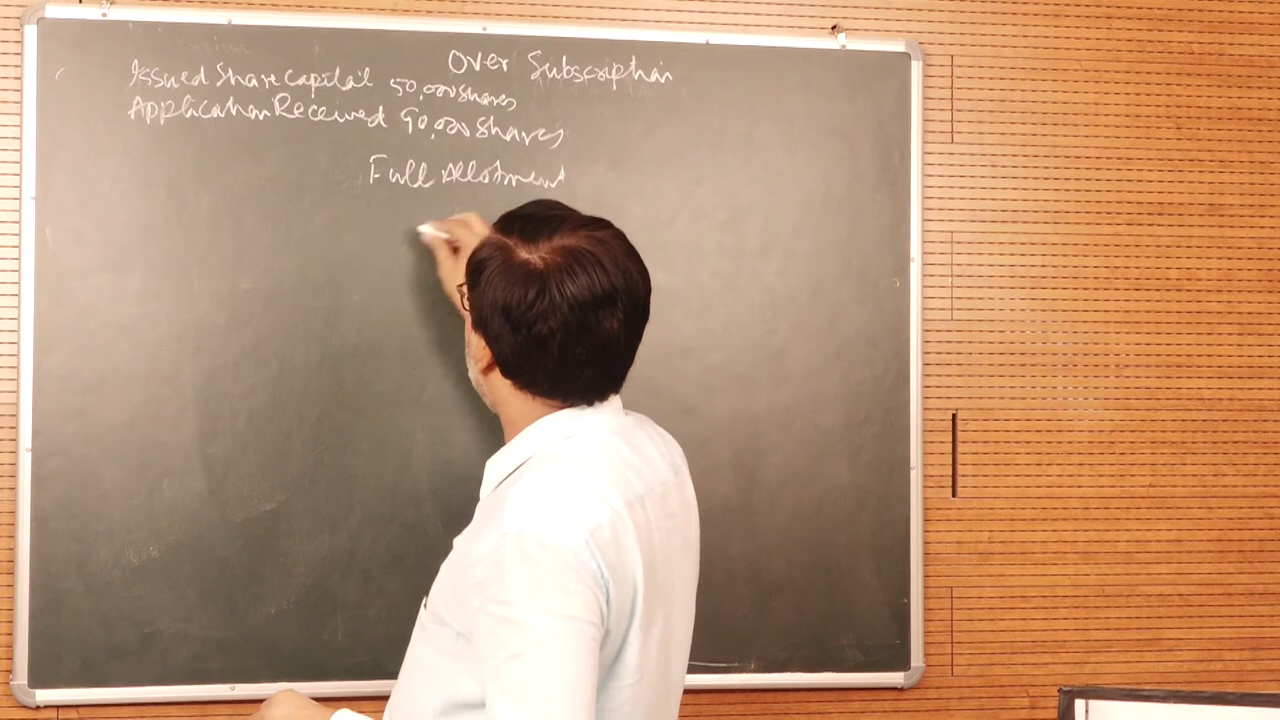 Over Subscription
Issued Share Capital 50,000 shares
Application Received 90,000 shares
Full Allotment